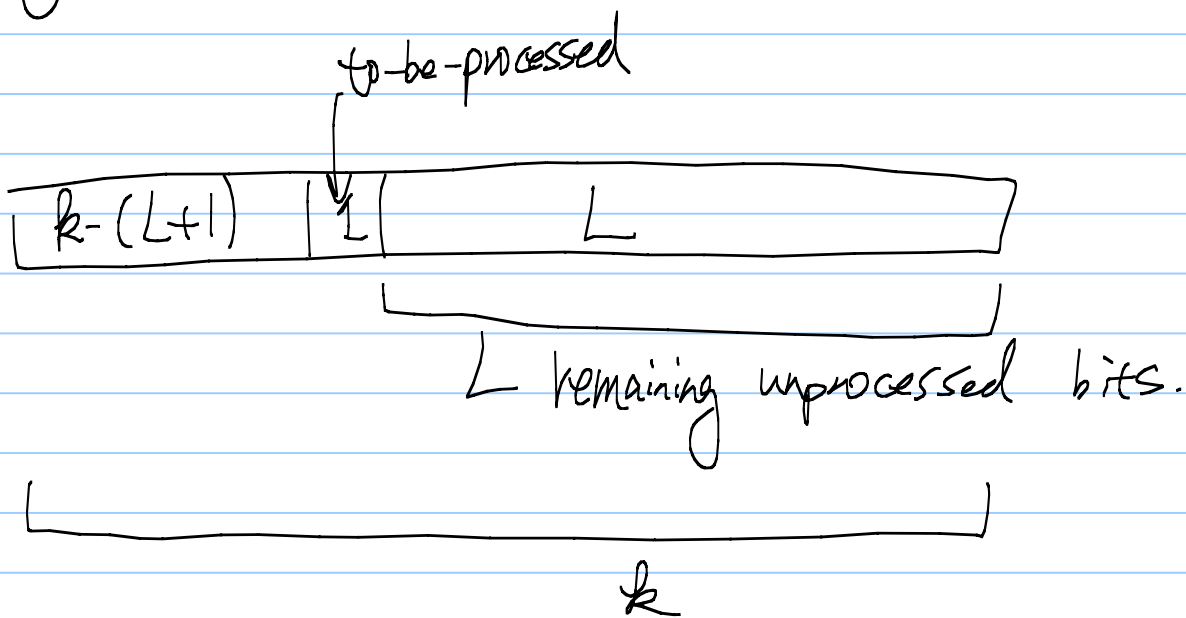 to-be-processed
k-(L+1) 1 L
L remaining unprocessed bits.
k